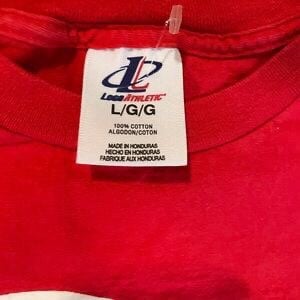 LOGO ATHLETIC
L/G/G
100% COTTON
ALGODON/COTON
MADE IN HONDURAS
HECHO EN HONDURAS
FABRIQUE AUX HONDURAS